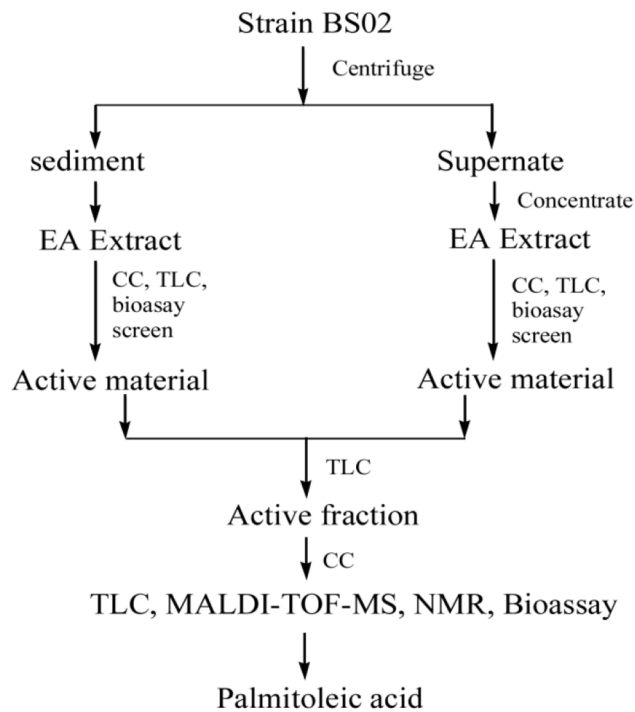 Strain BS02
Centrifuge
sediment
Supernate
Concentrate
EA Extract
EA Extract
CC, TLC,
bioasay
screen
CC, TLC,
bioasay
screen
Active material
Active material
TLC
Active fraction
CC
TLC, MALDI-TOF-MS, NMR, Bioassay
Palmitoleic acid